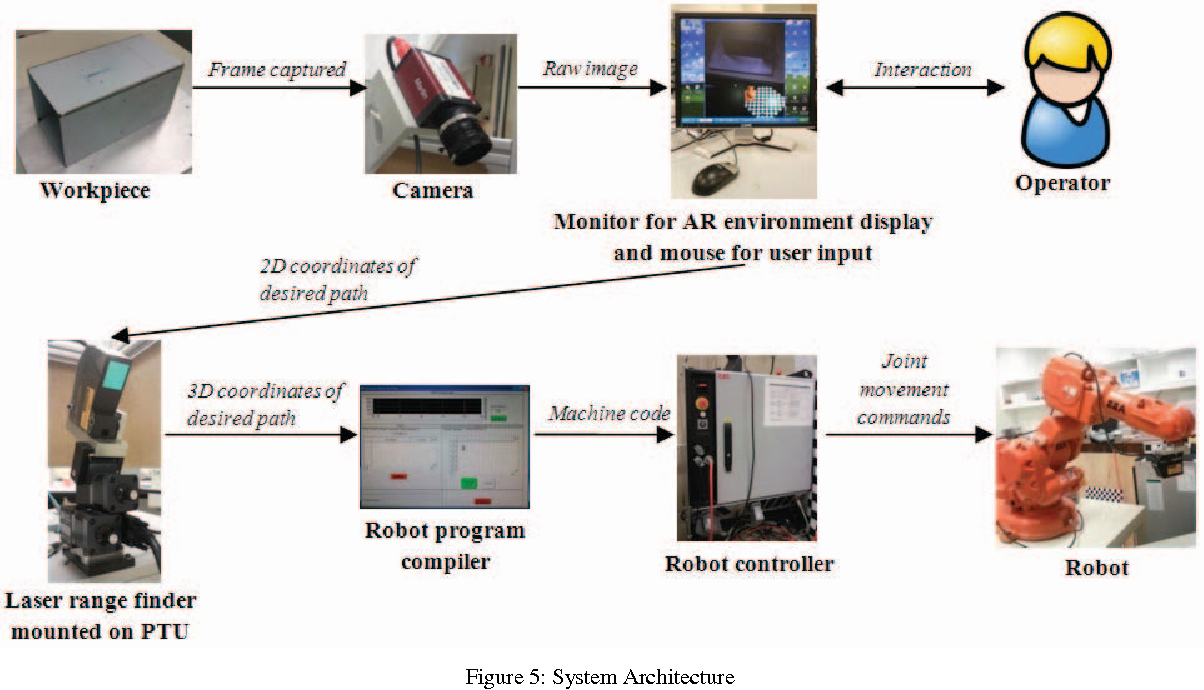 Frame captured
Raw image
Interaction
Workpiece
Camera
Operator
Monitor for AR environment display
and mouse for user input
2D coordinates of
desired path
3D coordinates of
desired path
Machine code
Joint
movement
commands
Robot program
compiler
Robot controller
Robot
Laser range finder
mounted on PTU
Figure 5: System Architecture